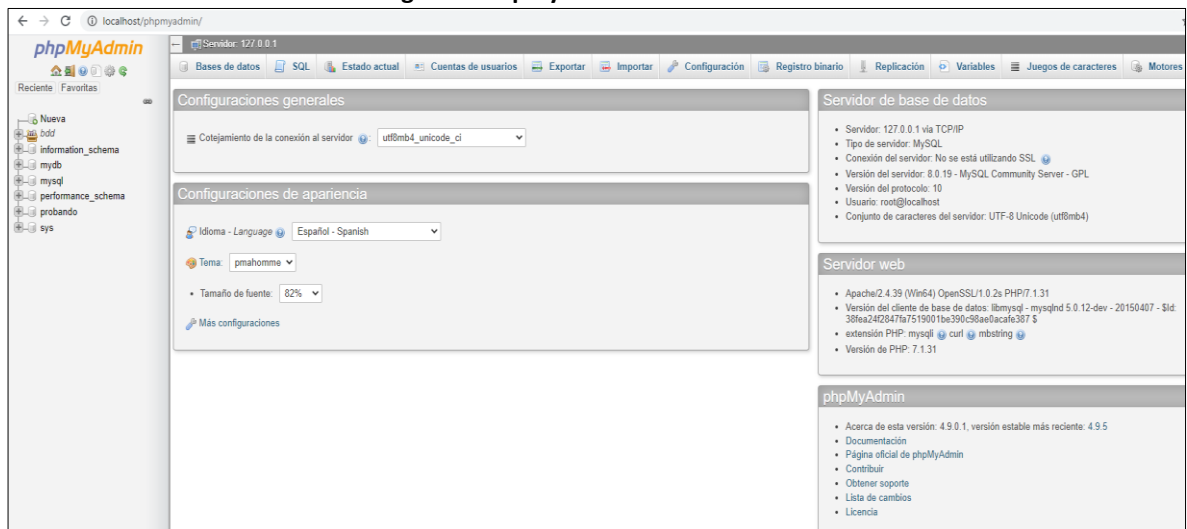 localhost/phpmyadmin/
phpMyAdmin
Reciente Favoritas
Nueva
bdd
information_schema
mydb
mysql
performance_schema
probando
sys
Servidor: 127.0.0.1
Bases de datos SQL Estado actual Cuentas de usuarios Exportar Importar Configuración Registro binario Replicación Variables Juegos de caracteres Motores
Configuraciones generales
Cotejamiento de la conexión al servidor : utf8mb4_unicode_ci
Configuraciones de apariencia
Idioma - Language Español - Spanish
Tema: pmahomme
• Tamaño de fuente: 82%
Más configuraciones
Servidor de base de datos
• Servidor: 127.0.0.1 via TCP/IP
• Tipo de servidor: MySQL
• Conexión del servidor: No se está utilizando SSL
• Versión del servidor: 8.0.19 - MySQL Community Server - GPL
• Versión del protocolo: 10
• Usuario: root@localhost
• Conjunto de caracteres del servidor: UTF-8 Unicode (utf8mb4)
Servidor web
• Apache/2.4.39 (Win64) OpenSSL/1.0.2s PHP/7.1.31
• Versión del cliente de base de datos: libmysql - mysqlnd 5.0.12-dev - 20150407 - $Id:
38fea24f2847fa7519001be390c98ae0acafe387 $
• extensión PHP: mysqli curl mbstring
• Versión de PHP: 7.1.31
phpMyAdmin
• Acerca de esta versión: 4.9.0.1, versión estable más reciente: 4.9.5
• Documentación
• Página oficial de phpMyAdmin
• Contribuir
• Obtener soporte
• Lista de cambios
• Licencia